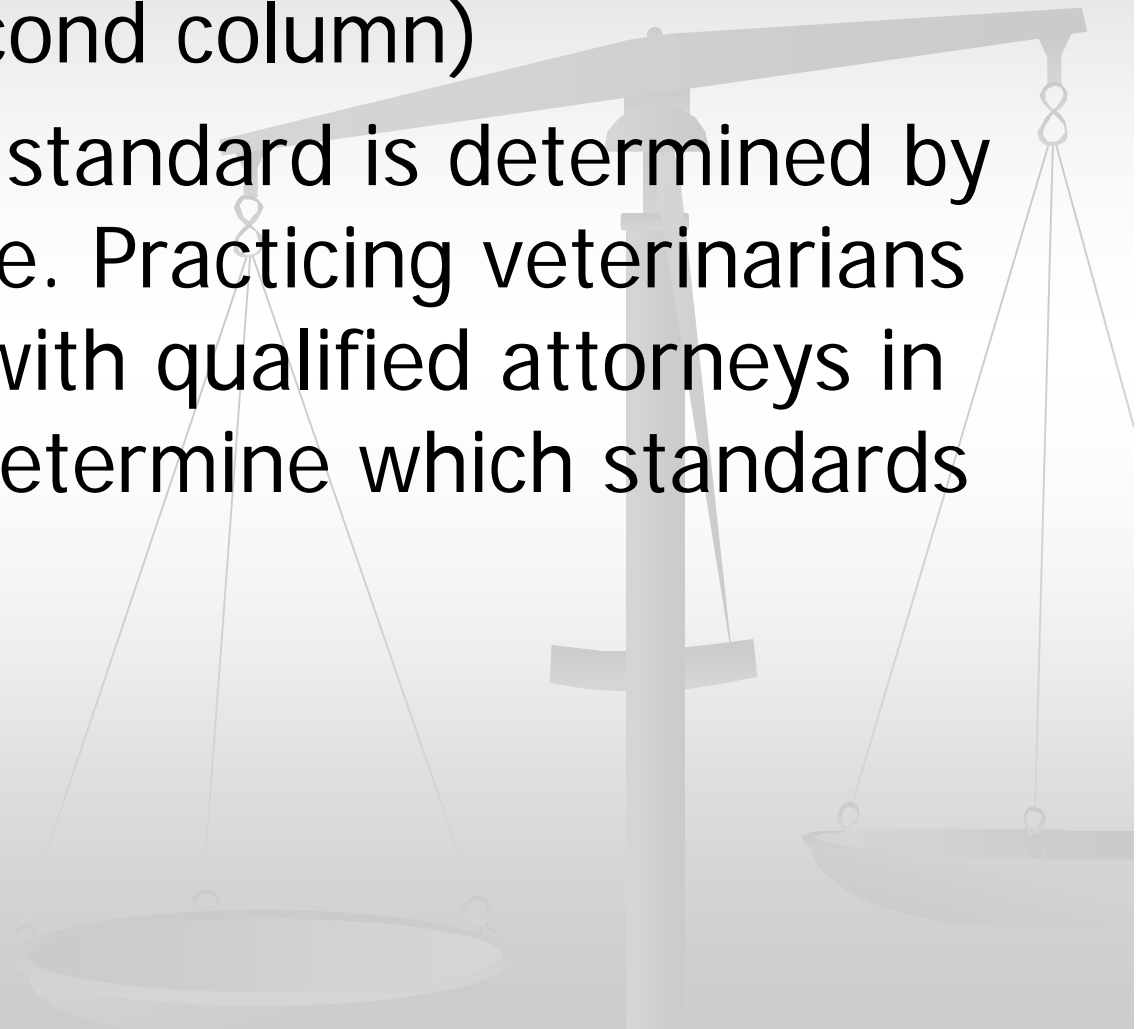 cond column)
standard is determined by
e. Practicing veterinarians
with qualified attorneys in
etermine which standards